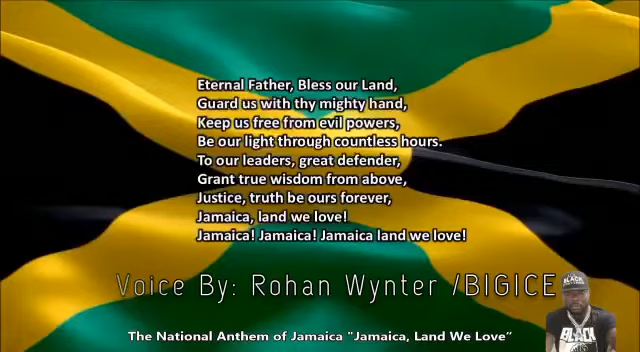 Eternal Father, Bless our Land,
Guard us with thy mighty hand,
Keep us free from evil powers,
Be our light through countless hours.
To our leaders, great defender,
Grant true wisdom from above,
Justice, truth be ours forever,
Jamaica, land we love!
Jamaica! Jamaica! Jamaica land we love!
Voice By: Rohan Wynter /BIGICE
BLACK
BLACK
The National Anthem of Jamaica "Jamaica, Land We Love"